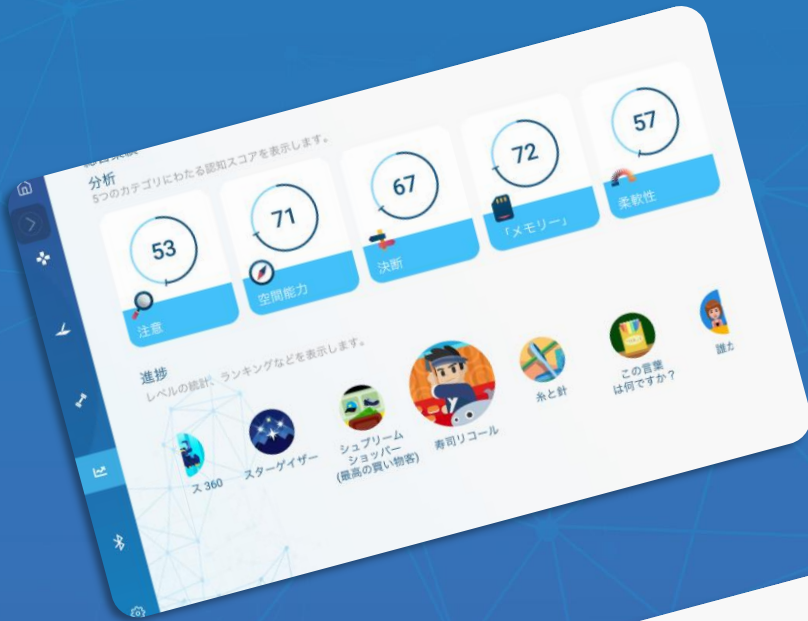 分析
5つのカテゴリにわたる認知スコアを表示します。
53
注意
71
空間能力
67
決断
72
「メモリー」
57
柔軟性
進捗
レベルの統計、ランキングなどを表示します。
ス 360
スターゲイザー
シュプリーム
ショッパー
(最高の買い物客)
寿司リコール
糸と針
この言葉
は何ですか？
誰か